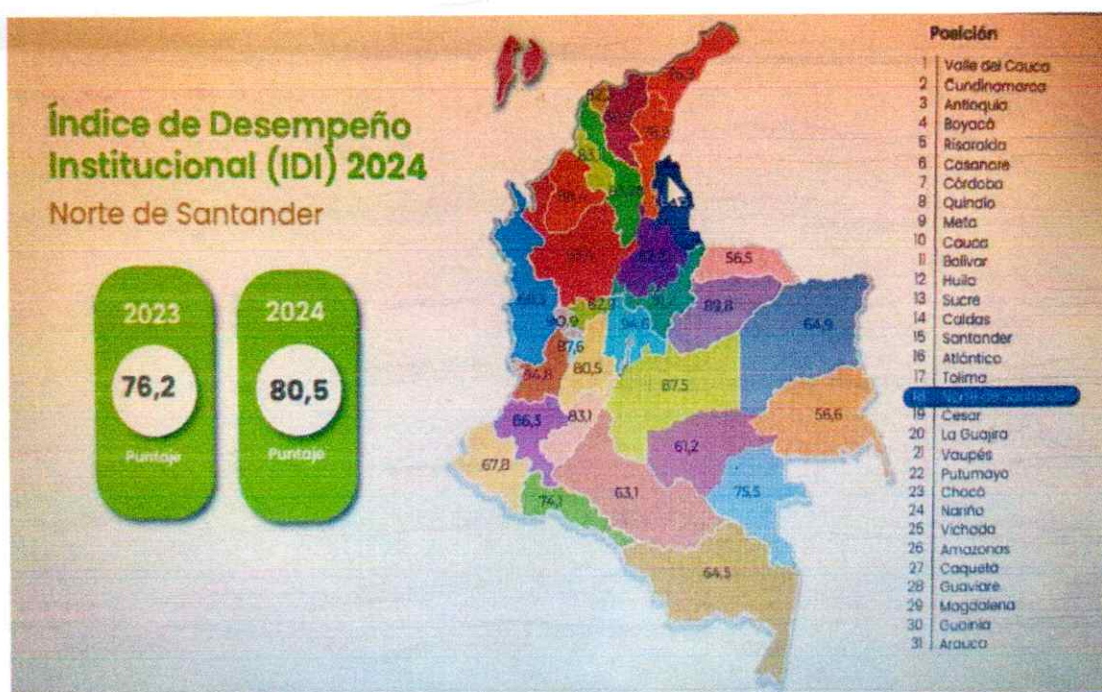 Índice de Desempeño
Institucional (IDI) 2024
Norte de Santander
2023
76,2
Puntaje
2024
80,5
Puntaje
56,5
89,8
64,9
82,9
90,9
94,6
87,6
80,5
87,5
84,8
56,6
86,3
83,1
61,2
67,8
74,1
63,1
75,5
64,5
Posición
1 Valle del Cauca
2 Cundinamarca
3 Antioquia
4 Boyacá
5 Risaralda
6 Casanare
7 Córdoba
8 Quindío
9 Meta
10 Cauca
11 Bolívar
12 Huila
13 Sucre
14 Caldas
15 Santander
16 Atlántico
17 Tolima
18 Norte de Santander
19 Cesar
20 La Guajira
21 Vaupés
22 Putumayo
23 Chocó
24 Nariño
25 Vichada
26 Amazonas
27 Caquetá
28 Guaviare
29 Magdalena
30 Guainía
31 Arauca